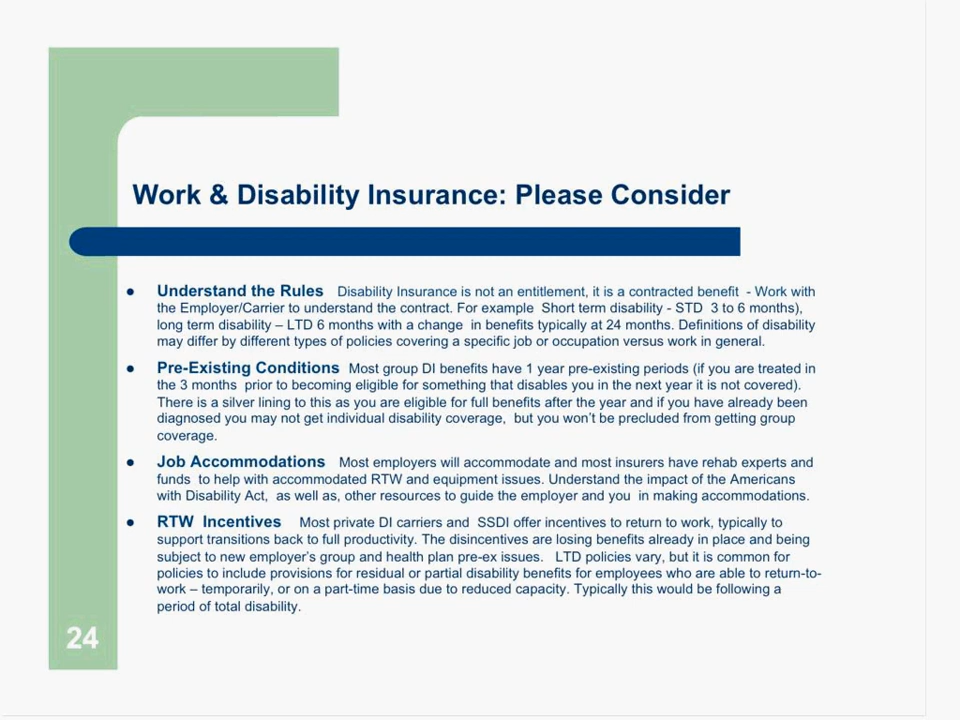 Work & Disability Insurance: Please Consider
● Understand the Rules Disability Insurance is not an entitlement, it is a contracted benefit - Work with
the Employer/Carrier to understand the contract. For example Short term disability - STD 3 to 6 months),
long term disability – LTD 6 months with a change in benefits typically at 24 months. Definitions of disability
may differ by different types of policies covering a specific job or occupation versus work in general.
● Pre-Existing Conditions Most group DI benefits have 1 year pre-existing periods (if you are treated in
the 3 months prior to becoming eligible for something that disables you in the next year it is not covered).
There is a silver lining to this as you are eligible for full benefits after the year and if you have already been
diagnosed you may not get individual disability coverage, but you won’t be precluded from getting group
coverage.
● Job Accommodations Most employers will accommodate and most insurers have rehab experts and
funds to help with accommodated RTW and equipment issues. Understand the impact of the Americans
with Disability Act, as well as, other resources to guide the employer and you in making accommodations.
● RTW Incentives Most private DI carriers and SSDI offer incentives to return to work, typically to
support transitions back to full productivity. The disincentives are losing benefits already in place and being
subject to new employer’s group and health plan pre-ex issues. LTD policies vary, but it is common for
policies to include provisions for residual or partial disability benefits for employees who are able to return-to-
work – temporarily, or on a part-time basis due to reduced capacity. Typically this would be following a
period of total disability.
24